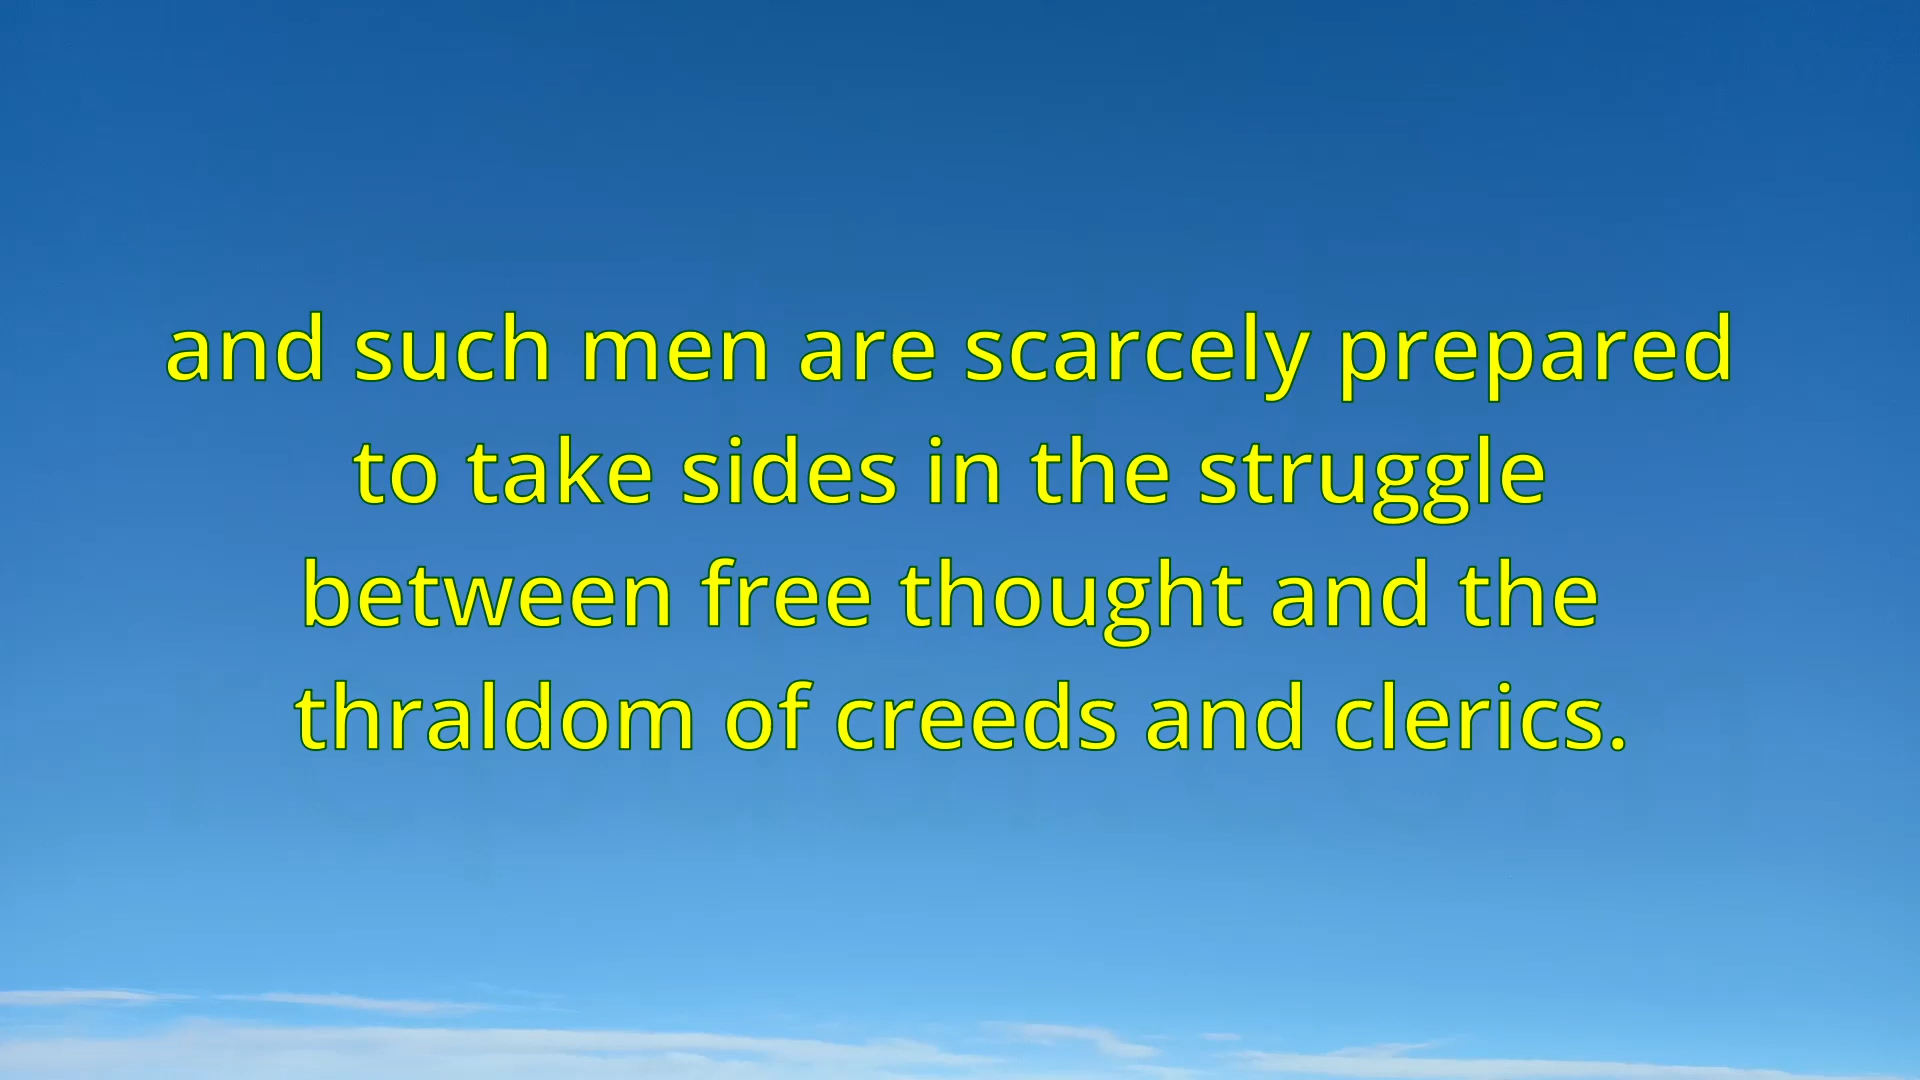 and such men are scarcely prepared
to take sides in the struggle
between free thought and the
thraldom of creeds and clerics.